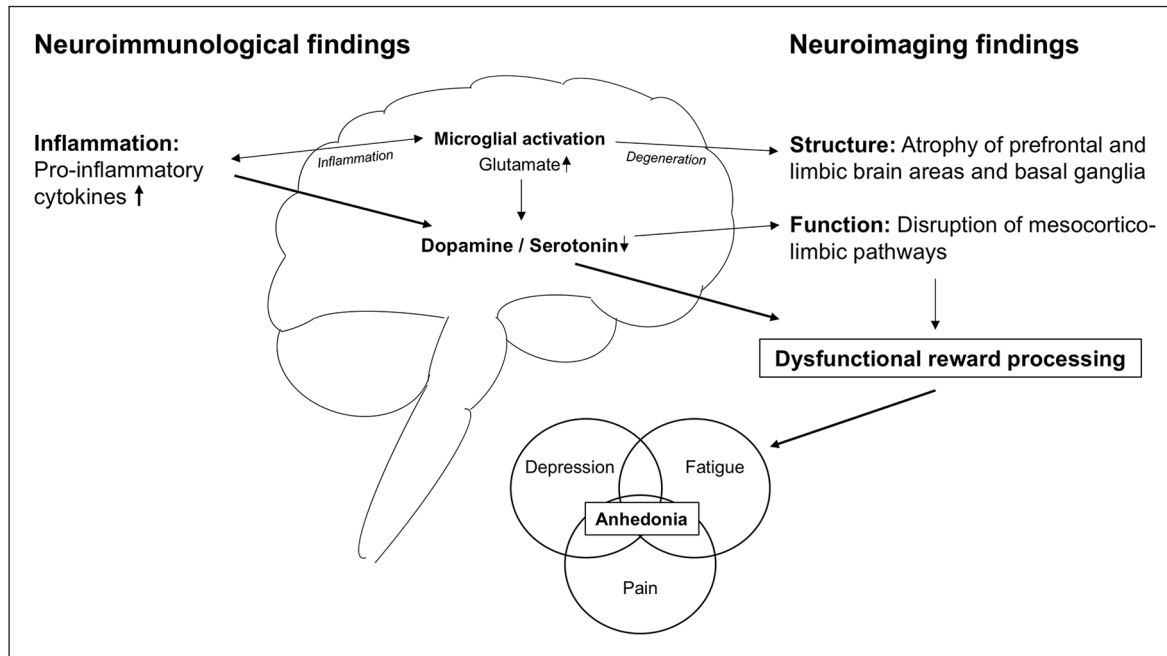 Neuroimmunological findings
Neuroimaging findings
Inflammation:
Pro-inflammatory
cytokines ↑
Inflammation
Microglial activation
Glutamate ↑
Degeneration
Structure: Atrophy of prefrontal and
limbic brain areas and basal ganglia
Dopamine / Serotonin ↓
Function: Disruption of mesocortico-
limbic pathways
Dysfunctional reward processing
Depression
Fatigue
Anhedonia
Pain